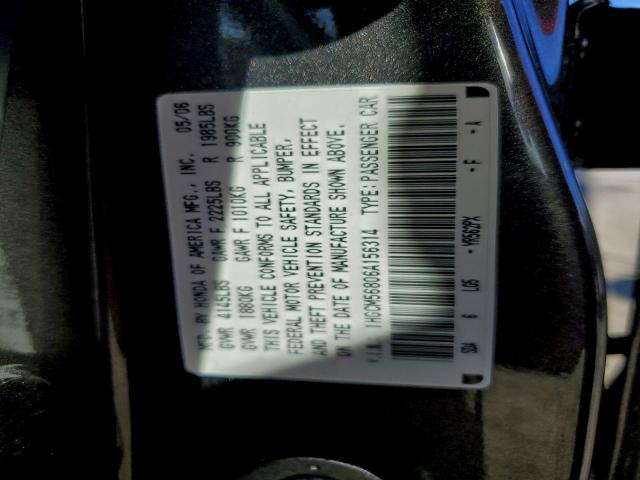 MFD. BY HONDA OF AMERICA MFG., INC. 05/06
GVWR 4145LBS GAWR F 2225LBS R 1985LBS
GVWR 1880KG GAWR F 1010KG R 900KG
THIS VEHICLE CONFORMS TO ALL APPLICABLE
FEDERAL MOTOR VEHICLE SAFETY, BUMPER,
AND THEFT PREVENTION STANDARDS IN EFFECT
ON THE DATE OF MANUFACTURE SHOWN ABOVE.
V.I.N. 1HGCM56806A156314 TYPE:PASSENGER CAR
SDA 6 L05 - YR562PX - F - A